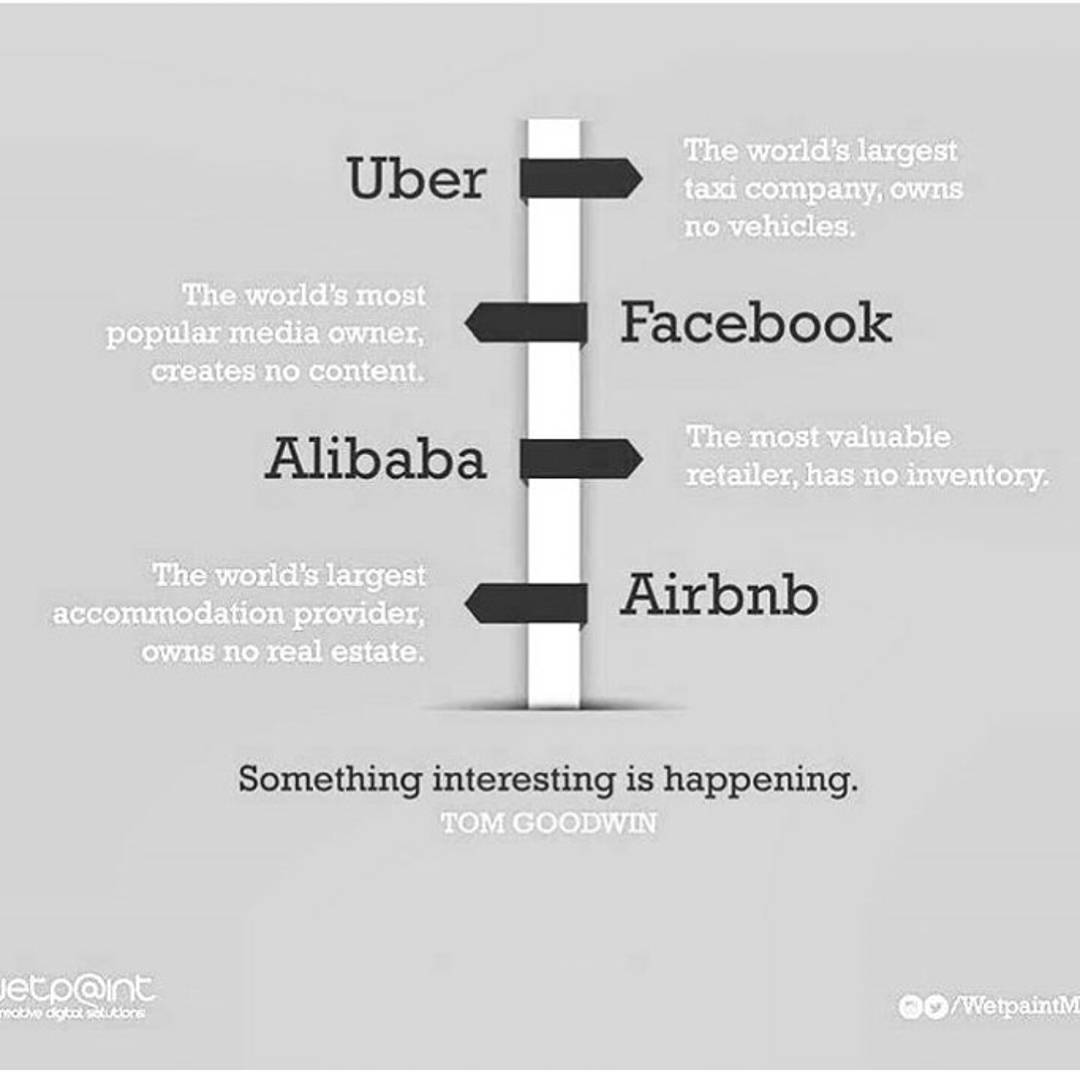 Uber
The world's largest
taxi company, owns
no vehicles.
The world's most
popular media owner,
creates no content.
Facebook
Alibaba
The most valuable
retailer, has no inventory.
The world's largest
accommodation provider,
owns no real estate.
Airbnb
Something interesting is happening.
TOM GOODWIN
etp@int
digital solutions
/WetpaintM